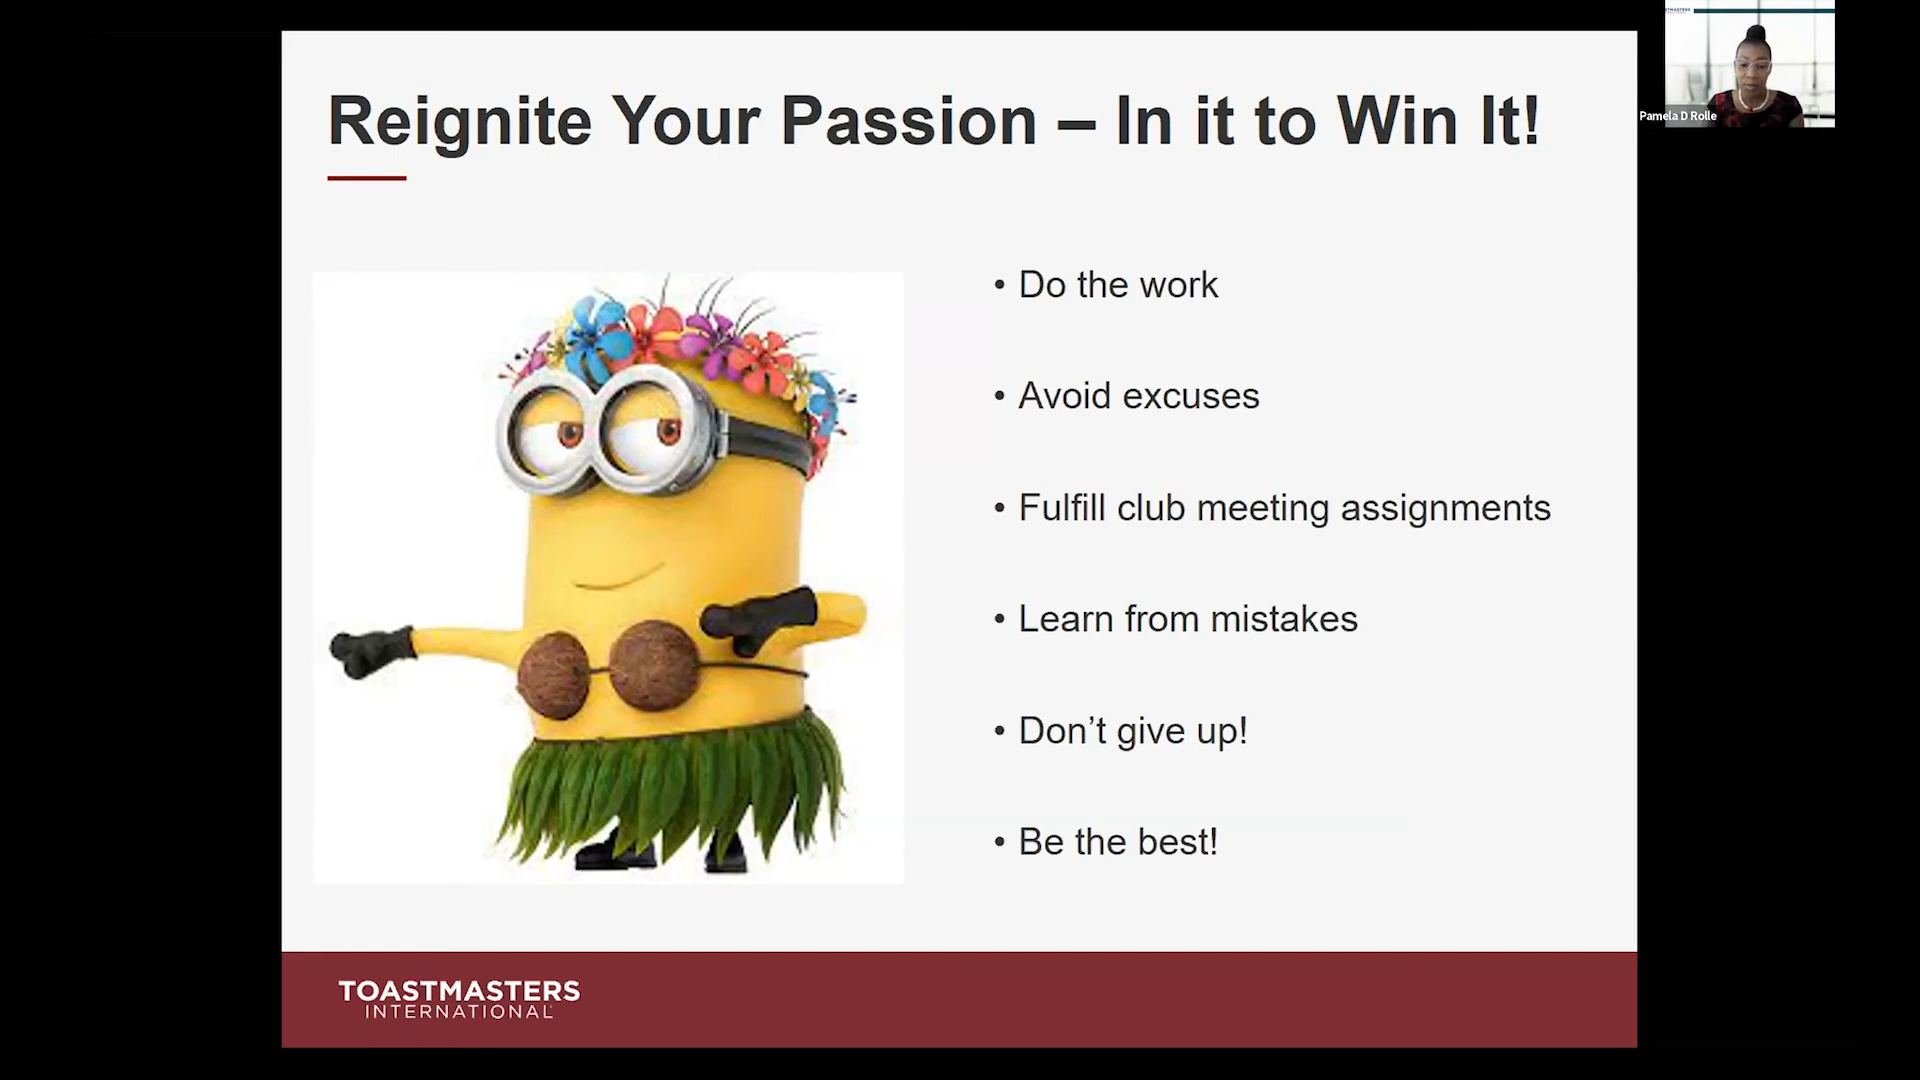 Reignite Your Passion – In it to Win It!
• Do the work
• Avoid excuses
• Fulfill club meeting assignments
• Learn from mistakes
• Don’t give up!
• Be the best!
TOASTMASTERS
INTERNATIONAL
Pamela D Rolle